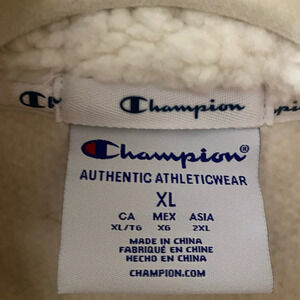 Champion
Champion®
AUTHENTIC ATHLETICWEAR
XL
CA MEX ASIA
XL/TG XG 2XL
MADE IN CHINA
FABRIQUÉ EN CHINE
HECHO EN CHINA
CHAMPION.COM